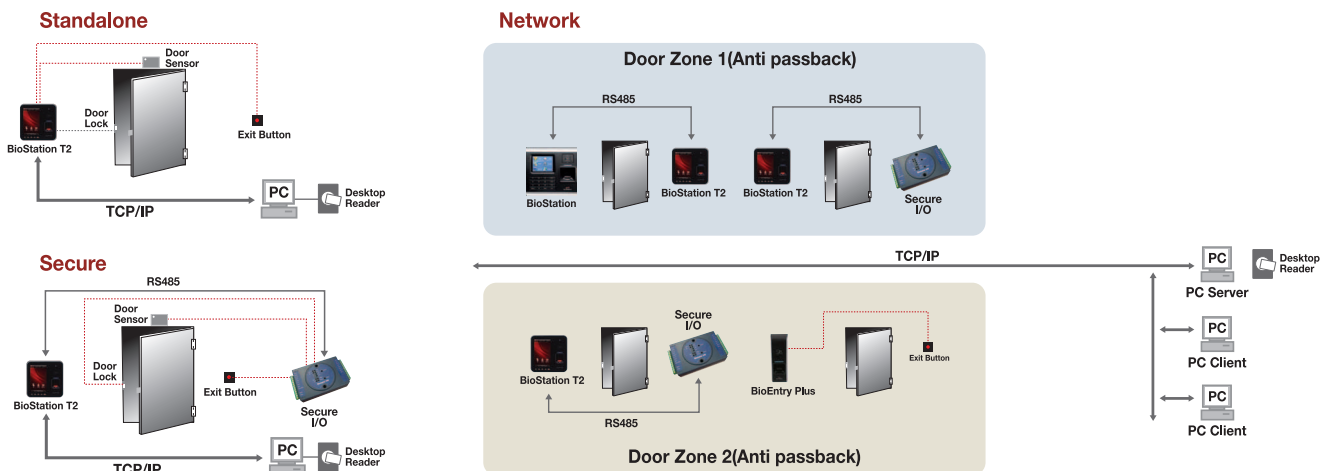 Standalone
Door
Sensor
Door
Lock
Exit Button
BioStation T2
PC
Desktop
Reader
TCP/IP
Secure
RS485
Door
Sensor
Door
Lock
Exit Button
BioStation T2
Secure
I/O
PC
Desktop
Reader
TCP/IP
Network
Door Zone 1(Anti passback)
RS485
RS485
BioStation
BioStation T2
BioStation T2
Secure
I/O
TCP/IP
PC
Desktop
Reader
PC Server
PC
PC Client
PC
PC Client
Secure
I/O
BioStation T2
RS485
BioEntry Plus
Exit Button
Door Zone 2(Anti passback)